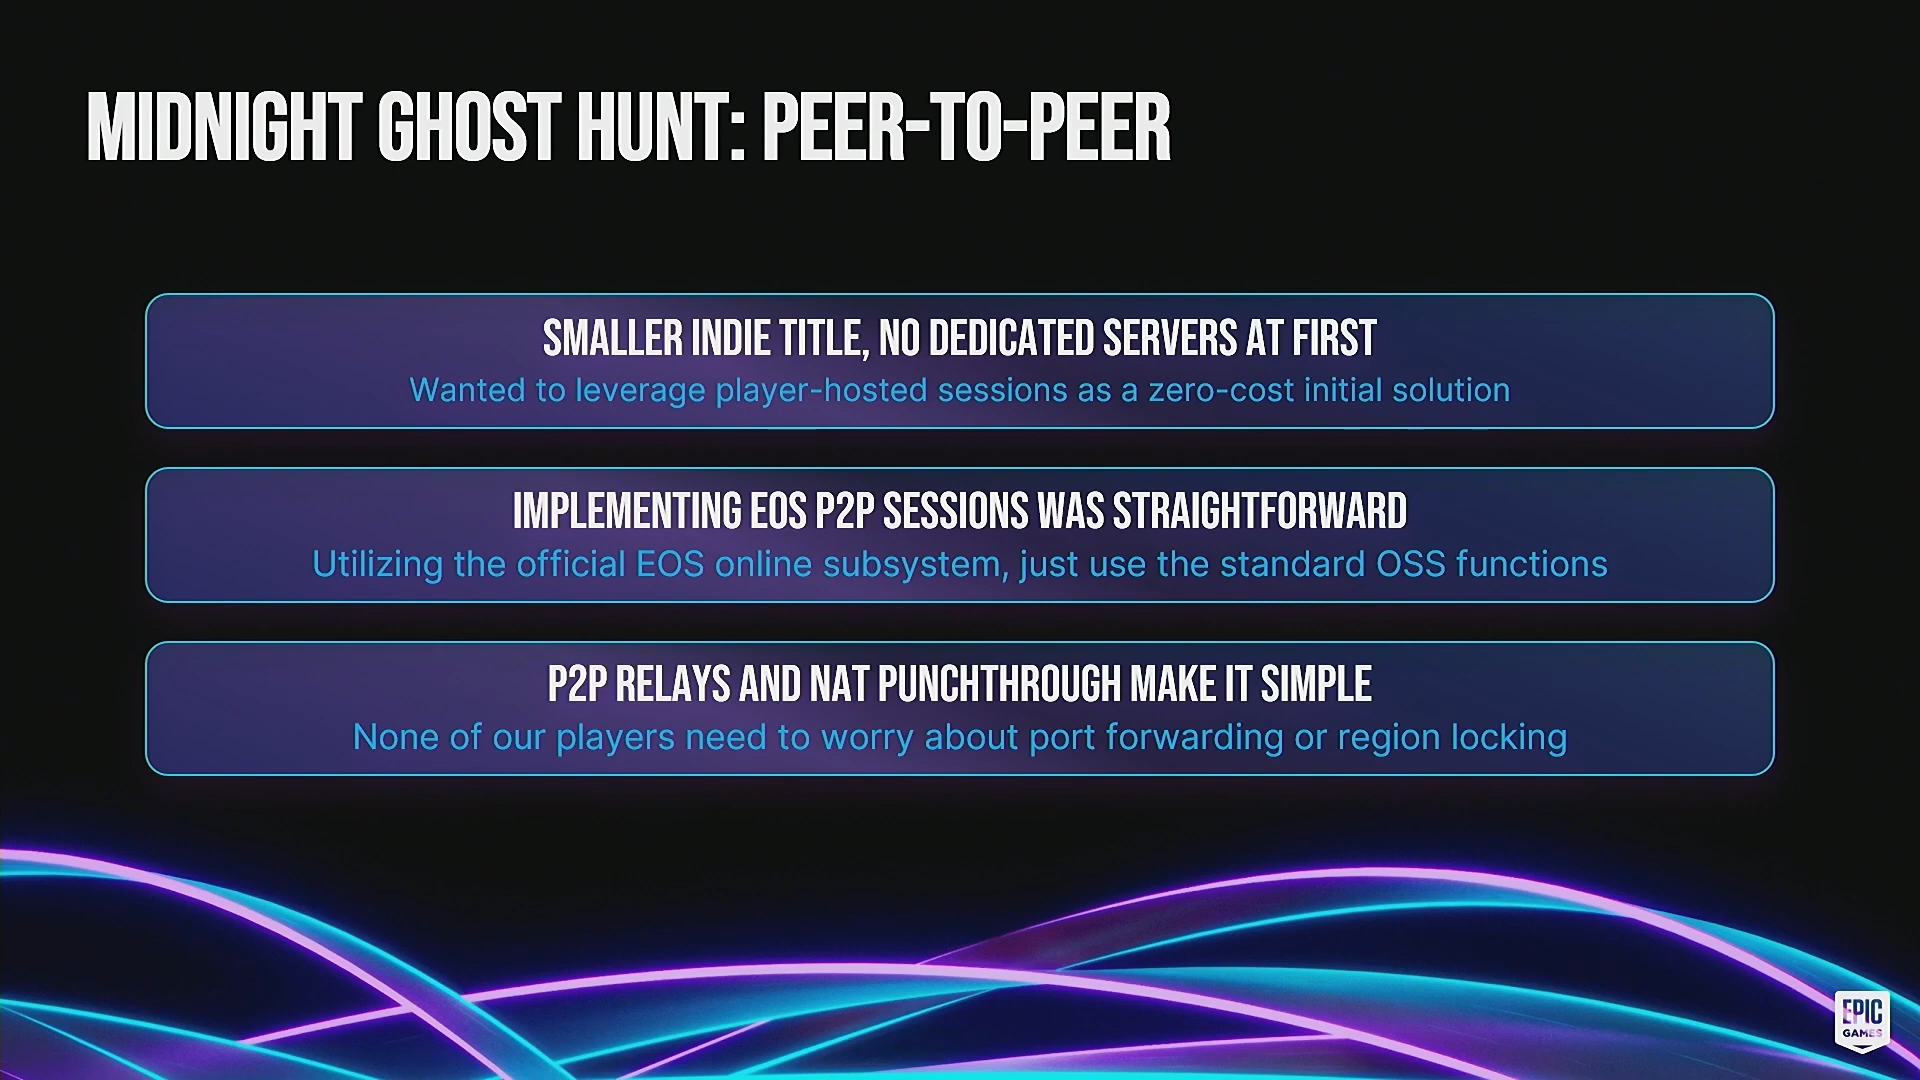 MIDNIGHT GHOST HUNT: PEER-TO-PEER
SMALLER INDIE TITLE, NO DEDICATED SERVERS AT FIRST
Wanted to leverage player-hosted sessions as a zero-cost initial solution
IMPLEMENTING EOS P2P SESSIONS WAS STRAIGHTFORWARD
Utilizing the official EOS online subsystem, just use the standard OSS functions
P2P RELAYS AND NAT PUNCHTHROUGH MAKE IT SIMPLE
None of our players need to worry about port forwarding or region locking
EPIC
GAMES